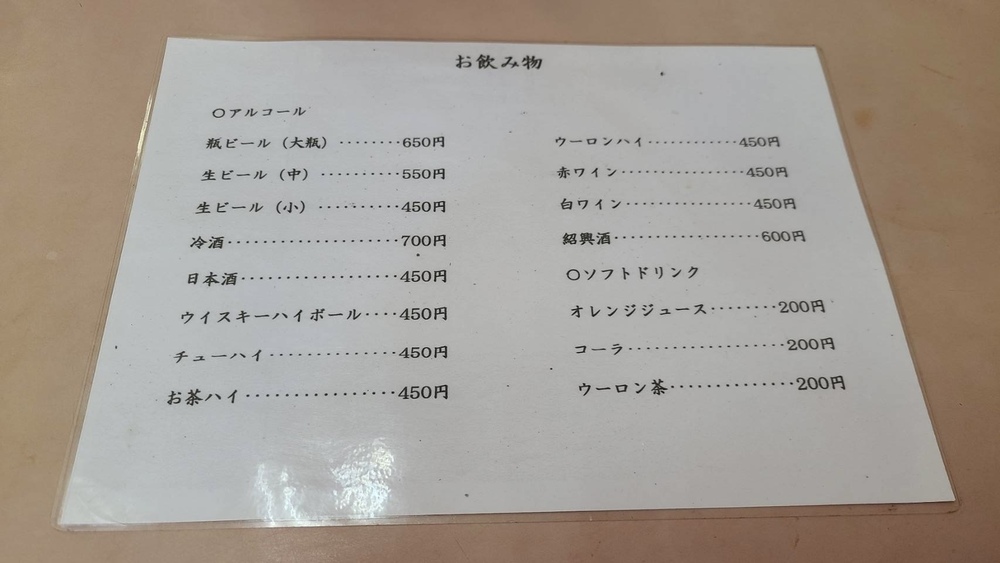 お飲み物
〇アルコール
瓶ビール（大瓶）········650円
生ビール（中）··········550円
生ビール（小）··········450円
冷酒·····················700円
日本酒···················450円
ウイスキーハイボール····450円
チューハイ···············450円
お茶ハイ·················450円
ウーロンハイ············450円
赤ワイン················450円
白ワイン················450円
紹興酒··················600円
〇ソフトドリンク
オレンジジュース········200円
コーラ···················200円
ウーロン茶··············200円